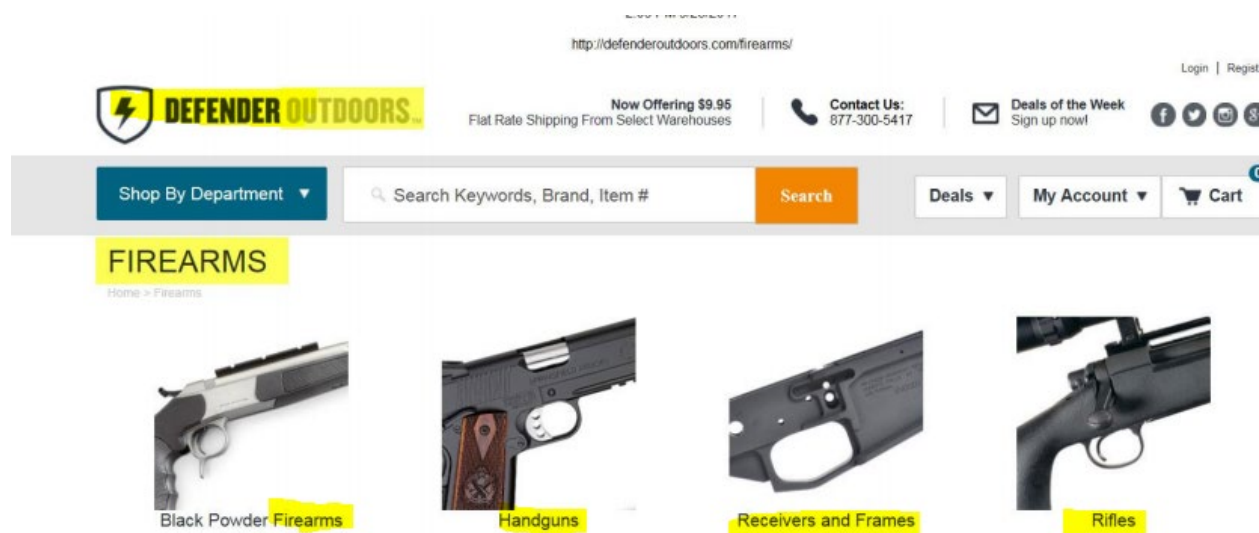 http://defenderoutdoors.com/firearms/
Login | Regist
DEFENDER OUTDOORS
Now Offering $9.95
Flat Rate Shipping From Select Warehouses
Contact Us:
877-300-5417
Deals of the Week
Sign up now!
Shop By Department
Search Keywords, Brand, Item #
Search
Deals
My Account
Cart
FIREARMS
Home > Firearms
Black Powder Firearms
Handguns
Receivers and Frames
Rifles